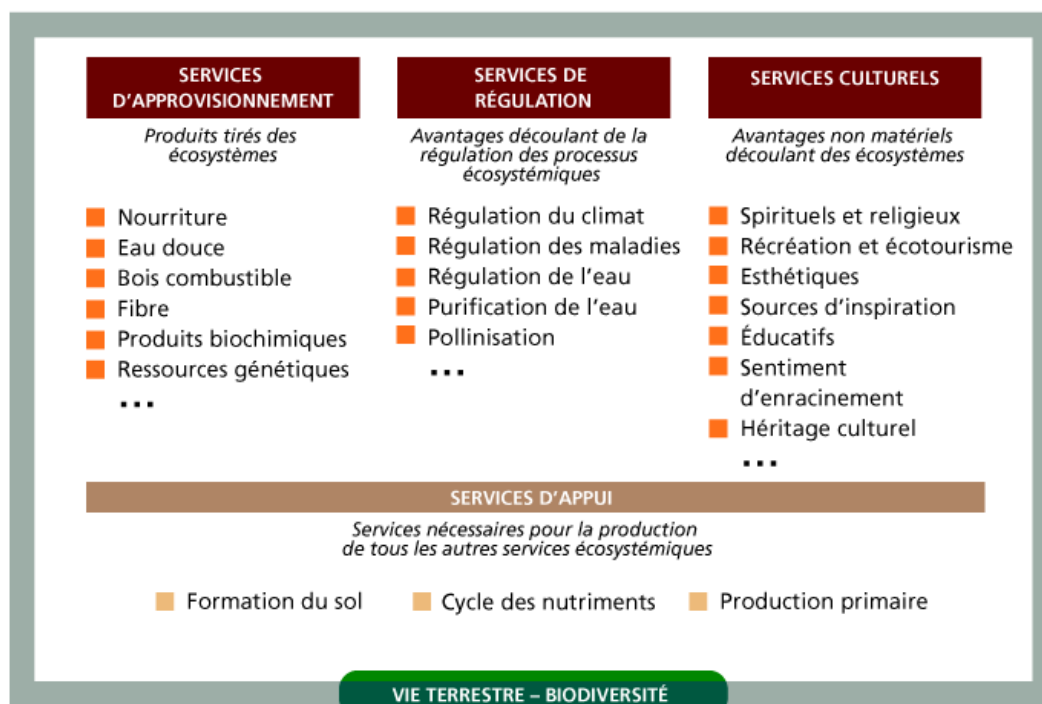 SERVICES
D'APPROVISIONNEMENT
Produits tirés des
écosystèmes
Nourriture
Eau douce
Bois combustible
Fibre
Produits biochimiques
Ressources génétiques
...
SERVICES DE
RÉGULATION
Avantages découlant de la
régulation des processus
écosystémiques
Régulation du climat
Régulation des maladies
Régulation de l'eau
Purification de l'eau
Pollinisation
...
SERVICES CULTURELS
Avantages non matériels
découlant des écosystèmes
Spirituels et religieux
Récréation et écotourisme
Esthétiques
Sources d'inspiration
Éducatifs
Sentiment
d'enracinement
Héritage culturel
...
SERVICES D'APPUI
Services nécessaires pour la production
de tous les autres services écosystémiques
Formation du sol
Cycle des nutriments
Production primaire
VIE TERRESTRE – BIODIVERSITÉ